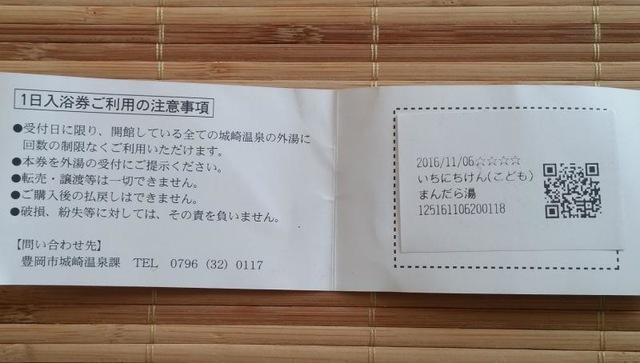 1日入浴券ご利用の注意事項
●受付日に限り、開館している全ての城崎温泉の外湯に
回数の制限なくご利用いただけます。
●本券を外湯の受付にご提示ください。
●転売・譲渡等は一切できません。
●ご購入後の払戻しはできません。
●破損、紛失等に対しては、その責を負いません。
【問い合わせ先】
豊岡市城崎温泉課 TEL 0796 (32) 0117
2016/11/06☆☆☆☆
いちにちけん(こども)
まんだら湯
125161106200118